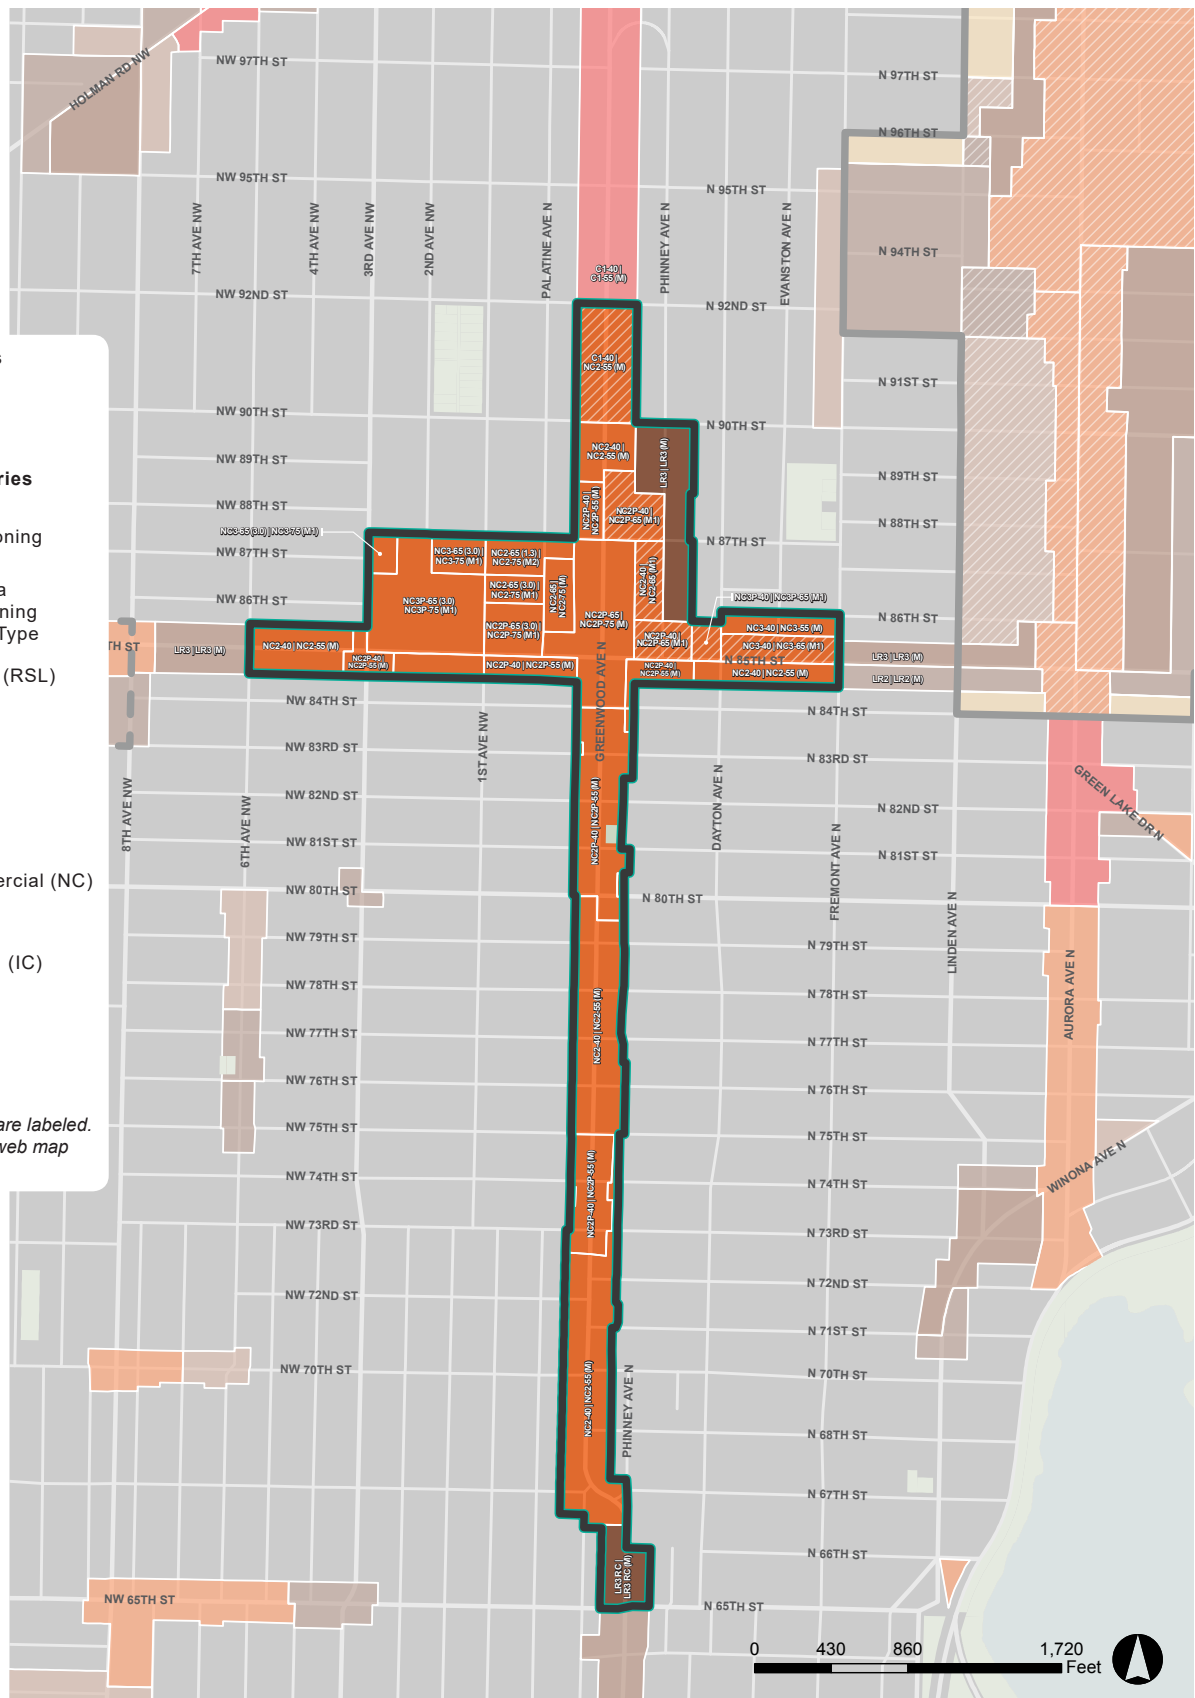 HOLMAN RD NW
NW 97TH ST
N 97TH ST
N 96TH ST
NW 95TH ST
N 95TH ST
7TH AVE NW
4TH AVE NW
3RD AVE NW
2ND AVE NW
PALATINE AVE N
PHINNEY AVE N
EVANSTON AVE N
N 94TH ST
C1-40 |
C1-55 (M)
NW 92ND ST
N 92ND ST
C1-40 |
NC2-55 (M)
N 91ST ST
NW 90TH ST
N 90TH ST
NC2-40 |
NC2-55 (M)
LR3 | LR3 (M)
NW 89TH ST
N 89TH ST
ries
NC2P-40 |
NC2P-55 (M)
NC2P-40 |
NC2P-65 (M1)
NW 88TH ST
N 88TH ST
NC3-65 (3.0) | NC3-75 (M1)
oning
NW 87TH ST
N 87TH ST
NC3-65 (3.0) |
NC3-75 (M1)
NC2-65 (1.3) |
NC2-75 (M2)
NC2-65 (3.0) |
NC2-75 (M1)
NC2-65 |
NC2-75 (M)
NC2-40 |
NC2-65 (M1)
a
ning
Type
NW 86TH ST
N 86TH ST
NC3P-65 (3.0)
NC3P-75 (M1)
NC2P-65 (3.0) |
NC2P-75 (M1)
NC2P-65 |
NC2P-75 (M)
NC3P-40 | NC3P-65 (M1)
NC2P-40 |
NC2P-65 (M1)
NC3-40 | NC3-55 (M)
NC3-40 | NC3-65 (M1)
TH ST
LR3 | LR3 (M)
NC2-40 | NC2-55 (M)
NC2P-40 |
NC2P-55 (M)
NC2P-40 | NC2P-55 (M)
NC2P-40 |
NC2P-55 (M)
N 85TH ST
NC2-40 | NC2-55 (M)
LR3 | LR3 (M)
LR2 | LR2 (M)
(RSL)
NW 84TH ST
N 84TH ST
GREENWOOD AVE N
1ST AVE NW
NW 83RD ST
N 83RD ST
NW 82ND ST
N 82ND ST
GREEN LAKE DR N
8TH AVE NW
6TH AVE NW
DAYTON AVE N
FREMONT AVE N
NC2P-40 | NC2P-55 (M)
NW 81ST ST
N 81ST ST
ercial (NC)
NW 80TH ST
N 80TH ST
LINDEN AVE N
AURORA AVE N
NW 79TH ST
N 79TH ST
(IC)
NW 78TH ST
N 78TH ST
NC2-40 | NC2-55 (M)
NW 77TH ST
N 77TH ST
NW 76TH ST
N 76TH ST
are labeled.
web map
NW 75TH ST
N 75TH ST
NC2P-40 | NC2P-55 (M)
NW 74TH ST
N 74TH ST
WINONA AVE N
NW 73RD ST
N 73RD ST
NW 72ND ST
N 72ND ST
N 71ST ST
NW 70TH ST
N 70TH ST
NC2-40 | NC2-55 (M)
PHINNEY AVE N
N 68TH ST
N 67TH ST
N 66TH ST
LR3 RC |
LR3 RC (M)
NW 65TH ST
N 65TH ST
0 430 860 1,720
Feet